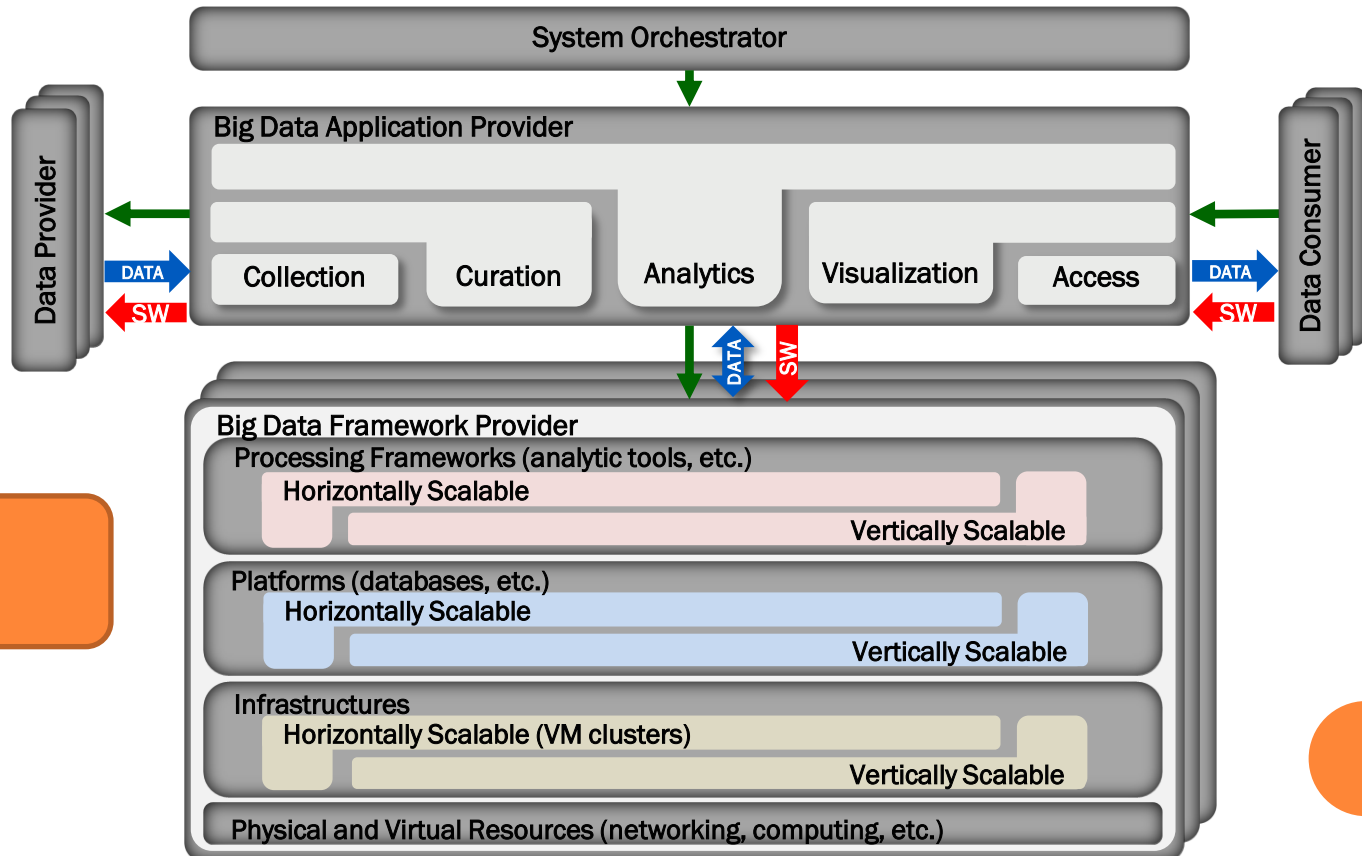 System Orchestrator
Big Data Application Provider
Data Provider
DATA
SW
Collection
Curation
Analytics
Visualization
Access
DATA
SW
Data Consumer
DATA
SW
Big Data Framework Provider
Processing Frameworks (analytic tools, etc.)
Horizontally Scalable
Vertically Scalable
Platforms (databases, etc.)
Horizontally Scalable
Vertically Scalable
Infrastructures
Horizontally Scalable (VM clusters)
Vertically Scalable
Physical and Virtual Resources (networking, computing, etc.)